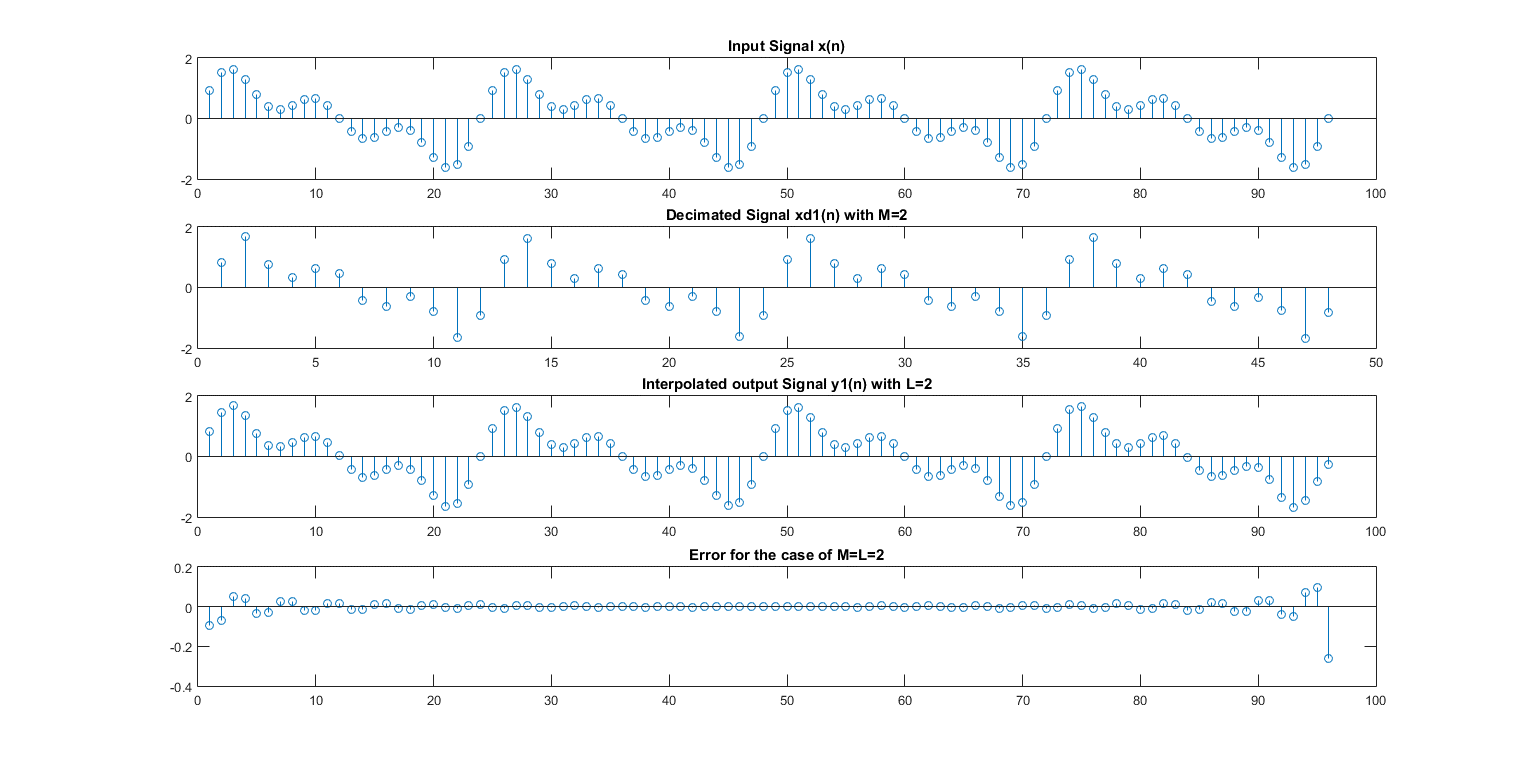 Input Signal x(n)
2
0
-2
0 10 20 30 40 50 60 70 80 90 100
Decimated Signal xd1(n) with M=2
2
0
-2
0 5 10 15 20 25 30 35 40 45 50
Interpolated output Signal y1(n) with L=2
2
0
-2
0 10 20 30 40 50 60 70 80 90 100
Error for the case of M=L=2
0.2
0
-0.2
-0.4
0 10 20 30 40 50 60 70 80 90 100